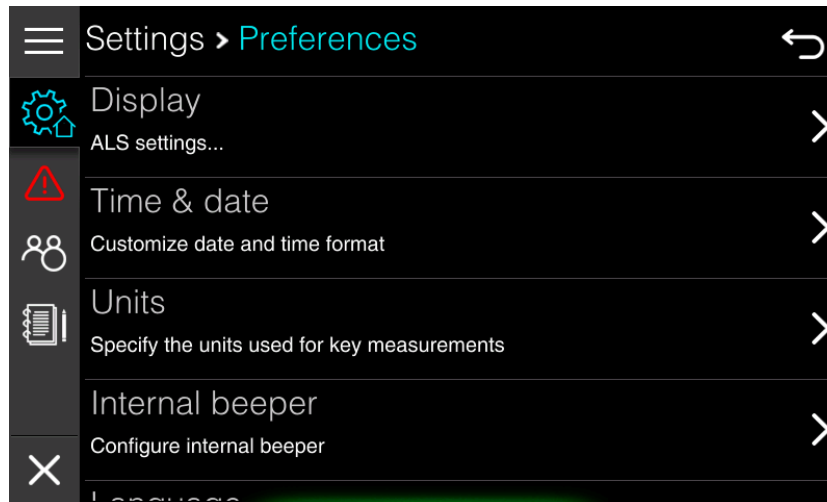 Settings > Preferences
Display
ALS settings...
Time & date
Customize date and time format
Units
Specify the units used for key measurements
Internal beeper
Configure internal beeper
Language